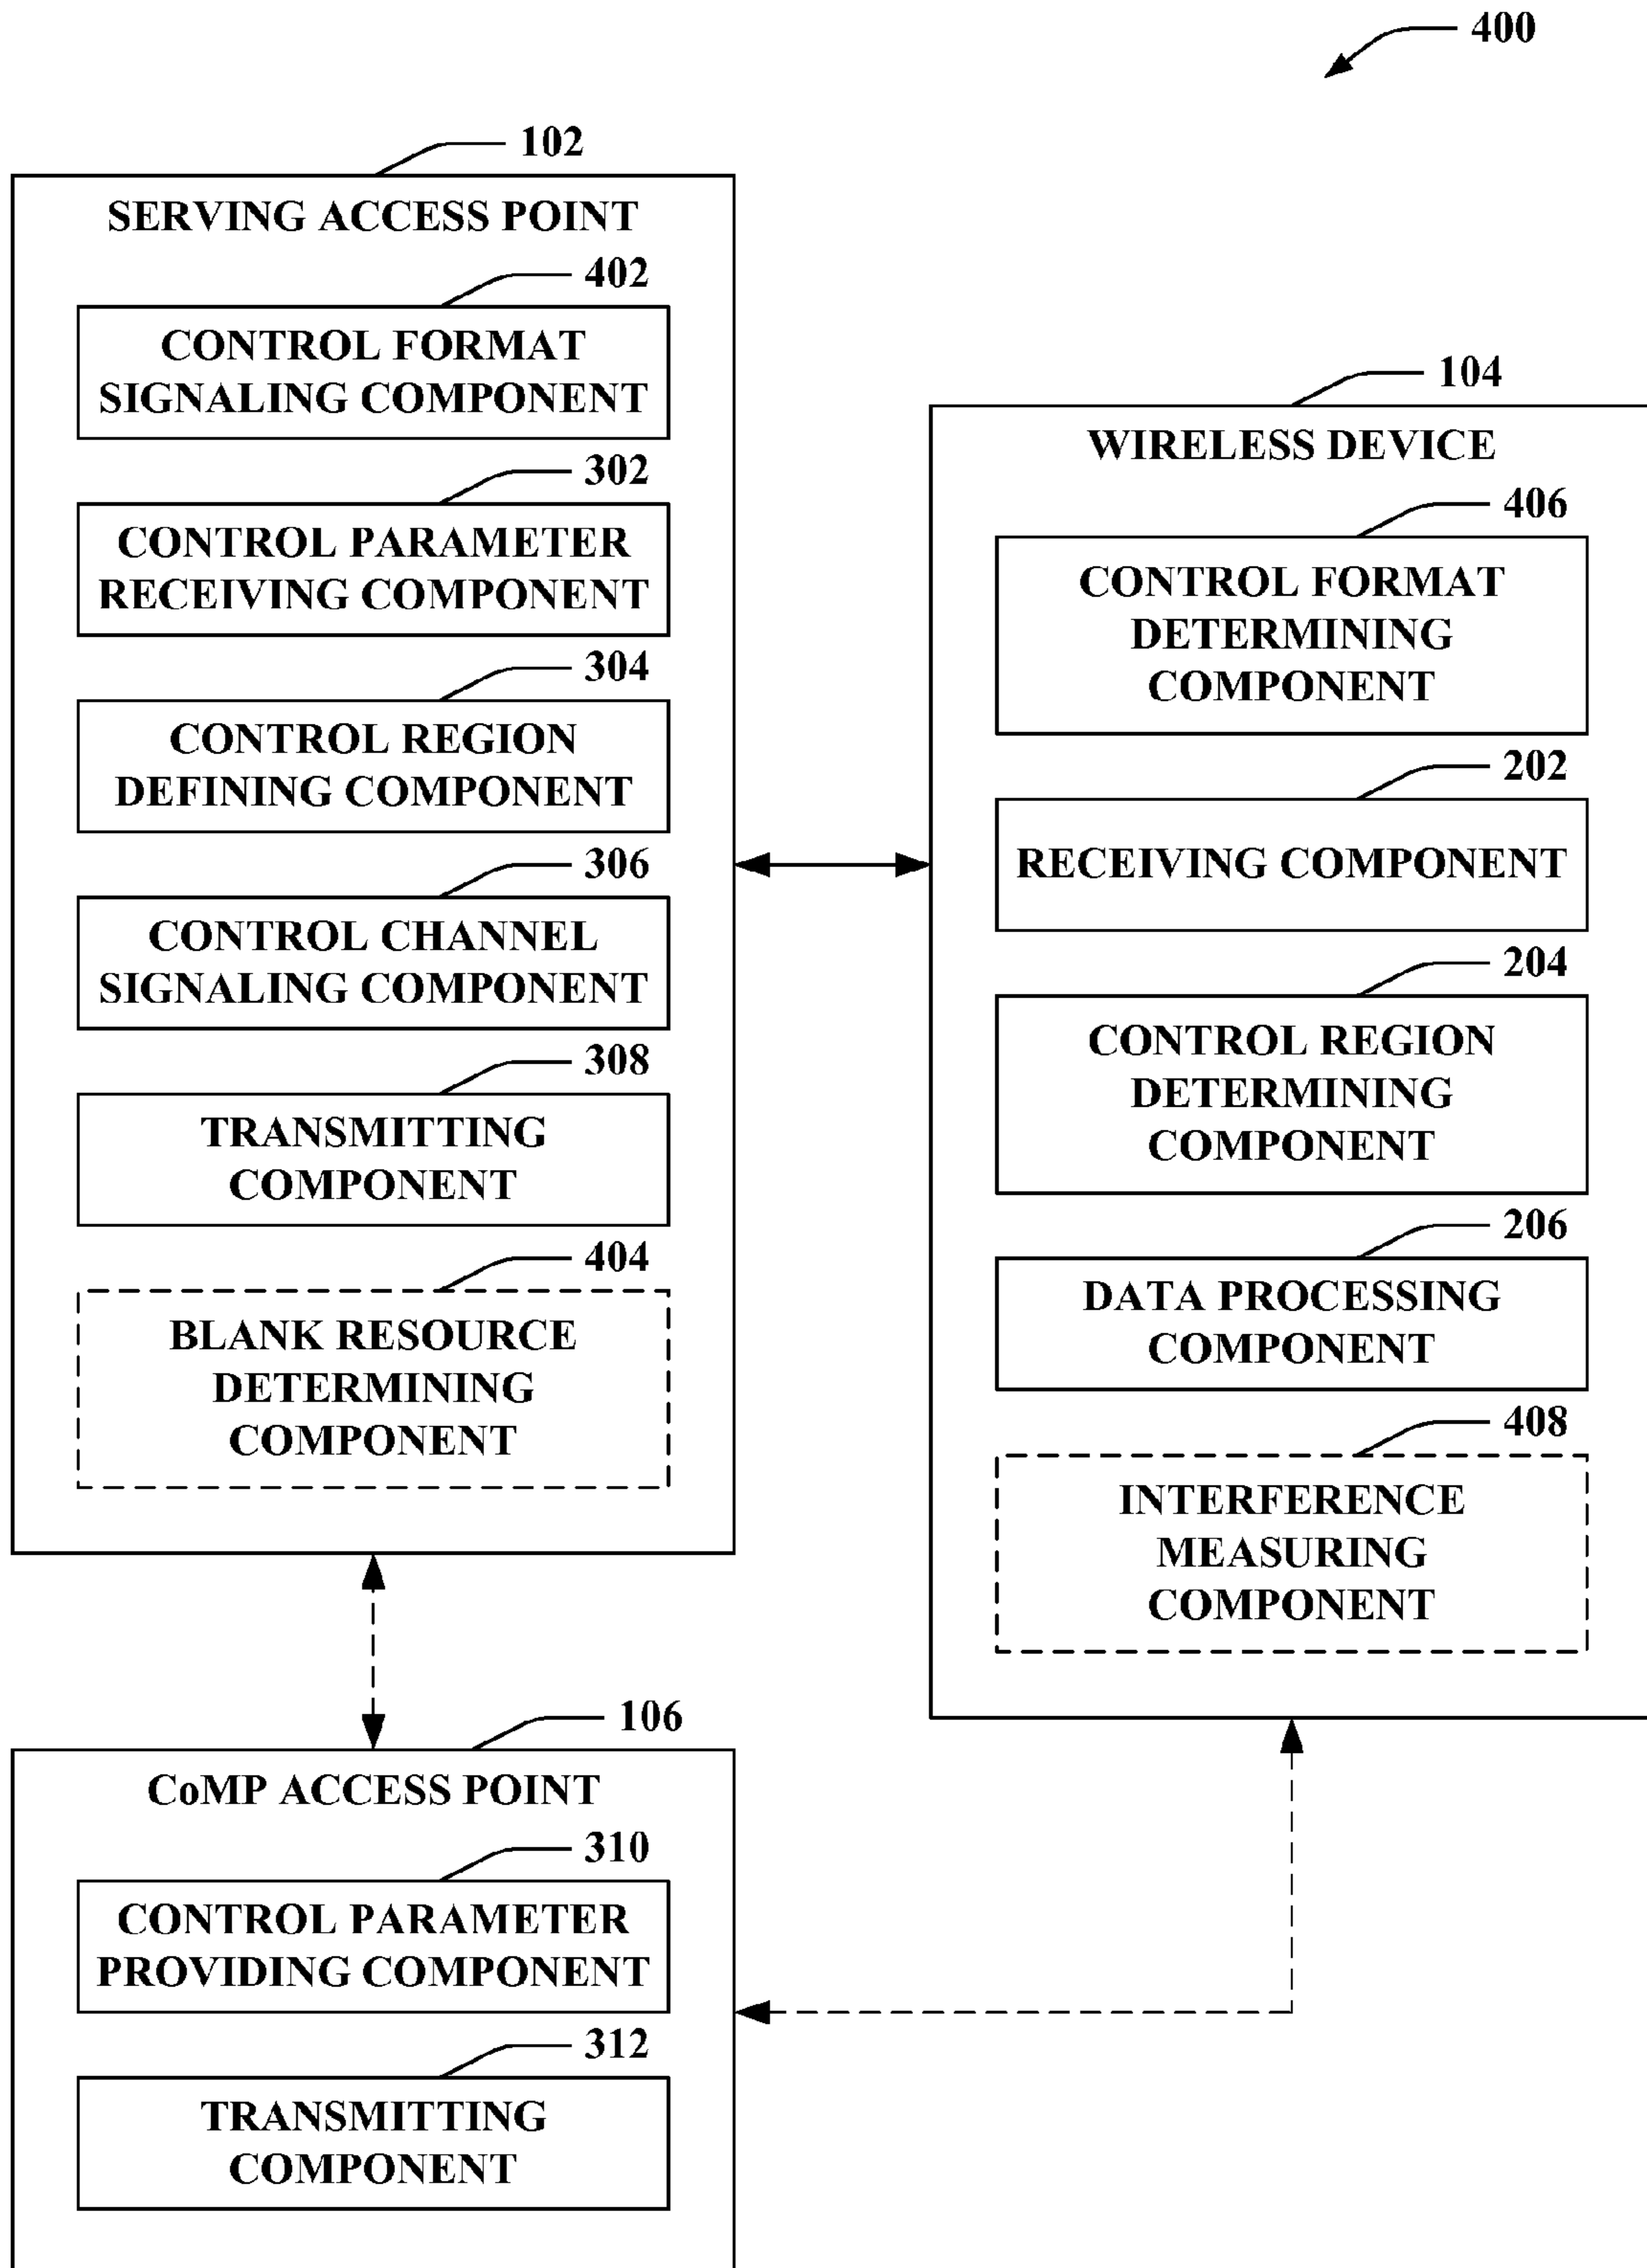 400
102
SERVING ACCESS POINT
402
CONTROL FORMAT
SIGNALING COMPONENT
302
CONTROL PARAMETER
RECEIVING COMPONENT
304
CONTROL REGION
DEFINING COMPONENT
306
CONTROL CHANNEL
SIGNALING COMPONENT
308
TRANSMITTING
COMPONENT
404
BLANK RESOURCE
DETERMINING
COMPONENT
104
WIRELESS DEVICE
406
CONTROL FORMAT
DETERMINING
COMPONENT
202
RECEIVING COMPONENT
204
CONTROL REGION
DETERMINING
COMPONENT
206
DATA PROCESSING
COMPONENT
408
INTERFERENCE
MEASURING
COMPONENT
106
CoMP ACCESS POINT
310
CONTROL PARAMETER
PROVIDING COMPONENT
312
TRANSMITTING
COMPONENT